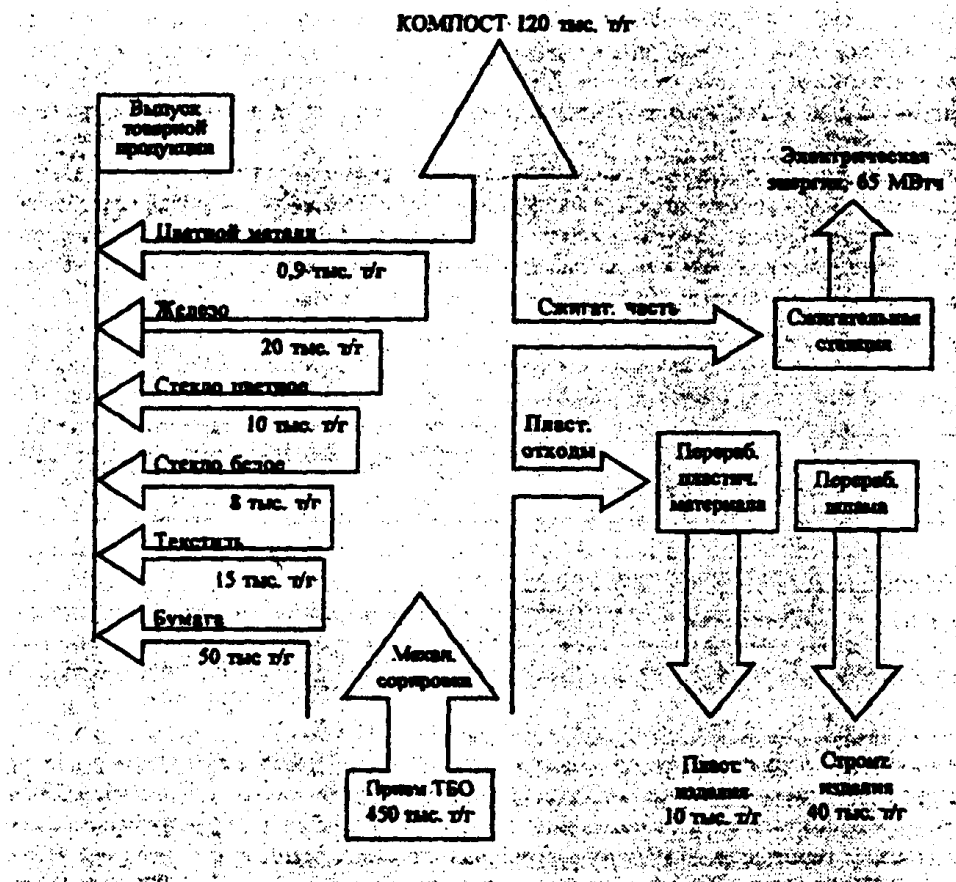 КОМПОСТ 120 тыс. т/г
Выпуск
товарной
продукции
Электрическая
энергия, 65 МВтч
Цветной металл
0,9 тыс. т/г
Железо
20 тыс. т/г
Сжигат. часть
Сжигательная
станция
Стекло цветное
10 тыс. т/г
Пласт.
отходы
Перераб.
пластич.
материала
Перераб.
шлама
Стекло белое
8 тыс. т/г
Текстиль
15 тыс. т/г
Бумага
50 тыс т/г
Механ.
сортировка
Прием ТБО
450 тыс. т/г
Пласт.
изделия
10 тыс. т/г
Строит.
изделия
40 тыс. т/г